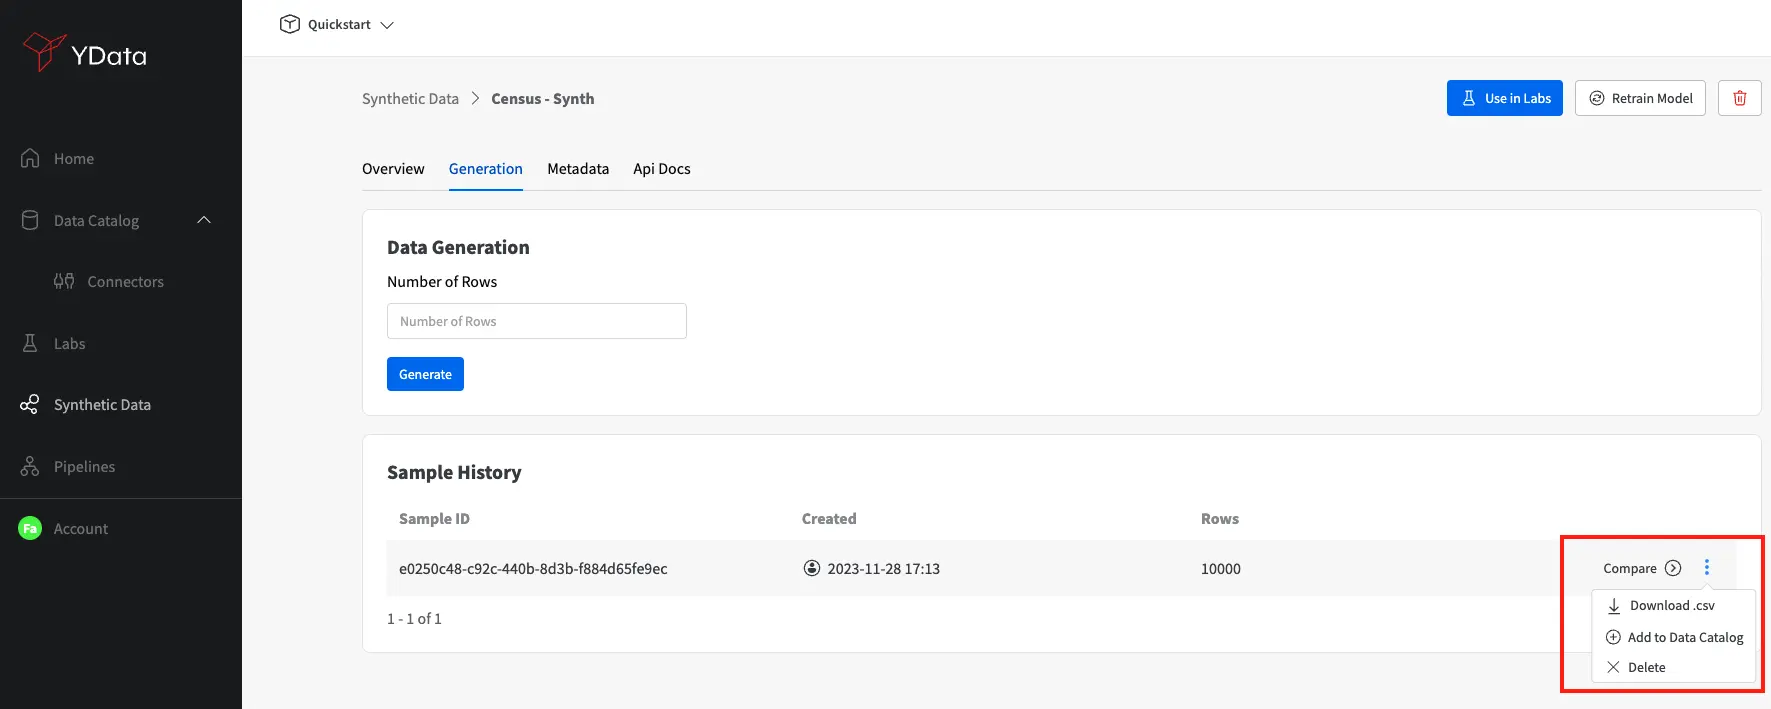 YData
Quickstart
Synthetic Data > Census - Synth
Use in Labs
Retrain Model
Home
Data Catalog
Connectors
Labs
Synthetic Data
Pipelines
Fa Account
Overview Generation Metadata Api Docs
Data Generation
Number of Rows
Number of Rows
Generate
Sample History
Sample ID Created Rows
e0250c48-c92c-440b-8d3b-f884d65fe9ec 2023-11-28 17:13 10000 Compare
1 - 1 of 1
Download .csv
Add to Data Catalog
Delete